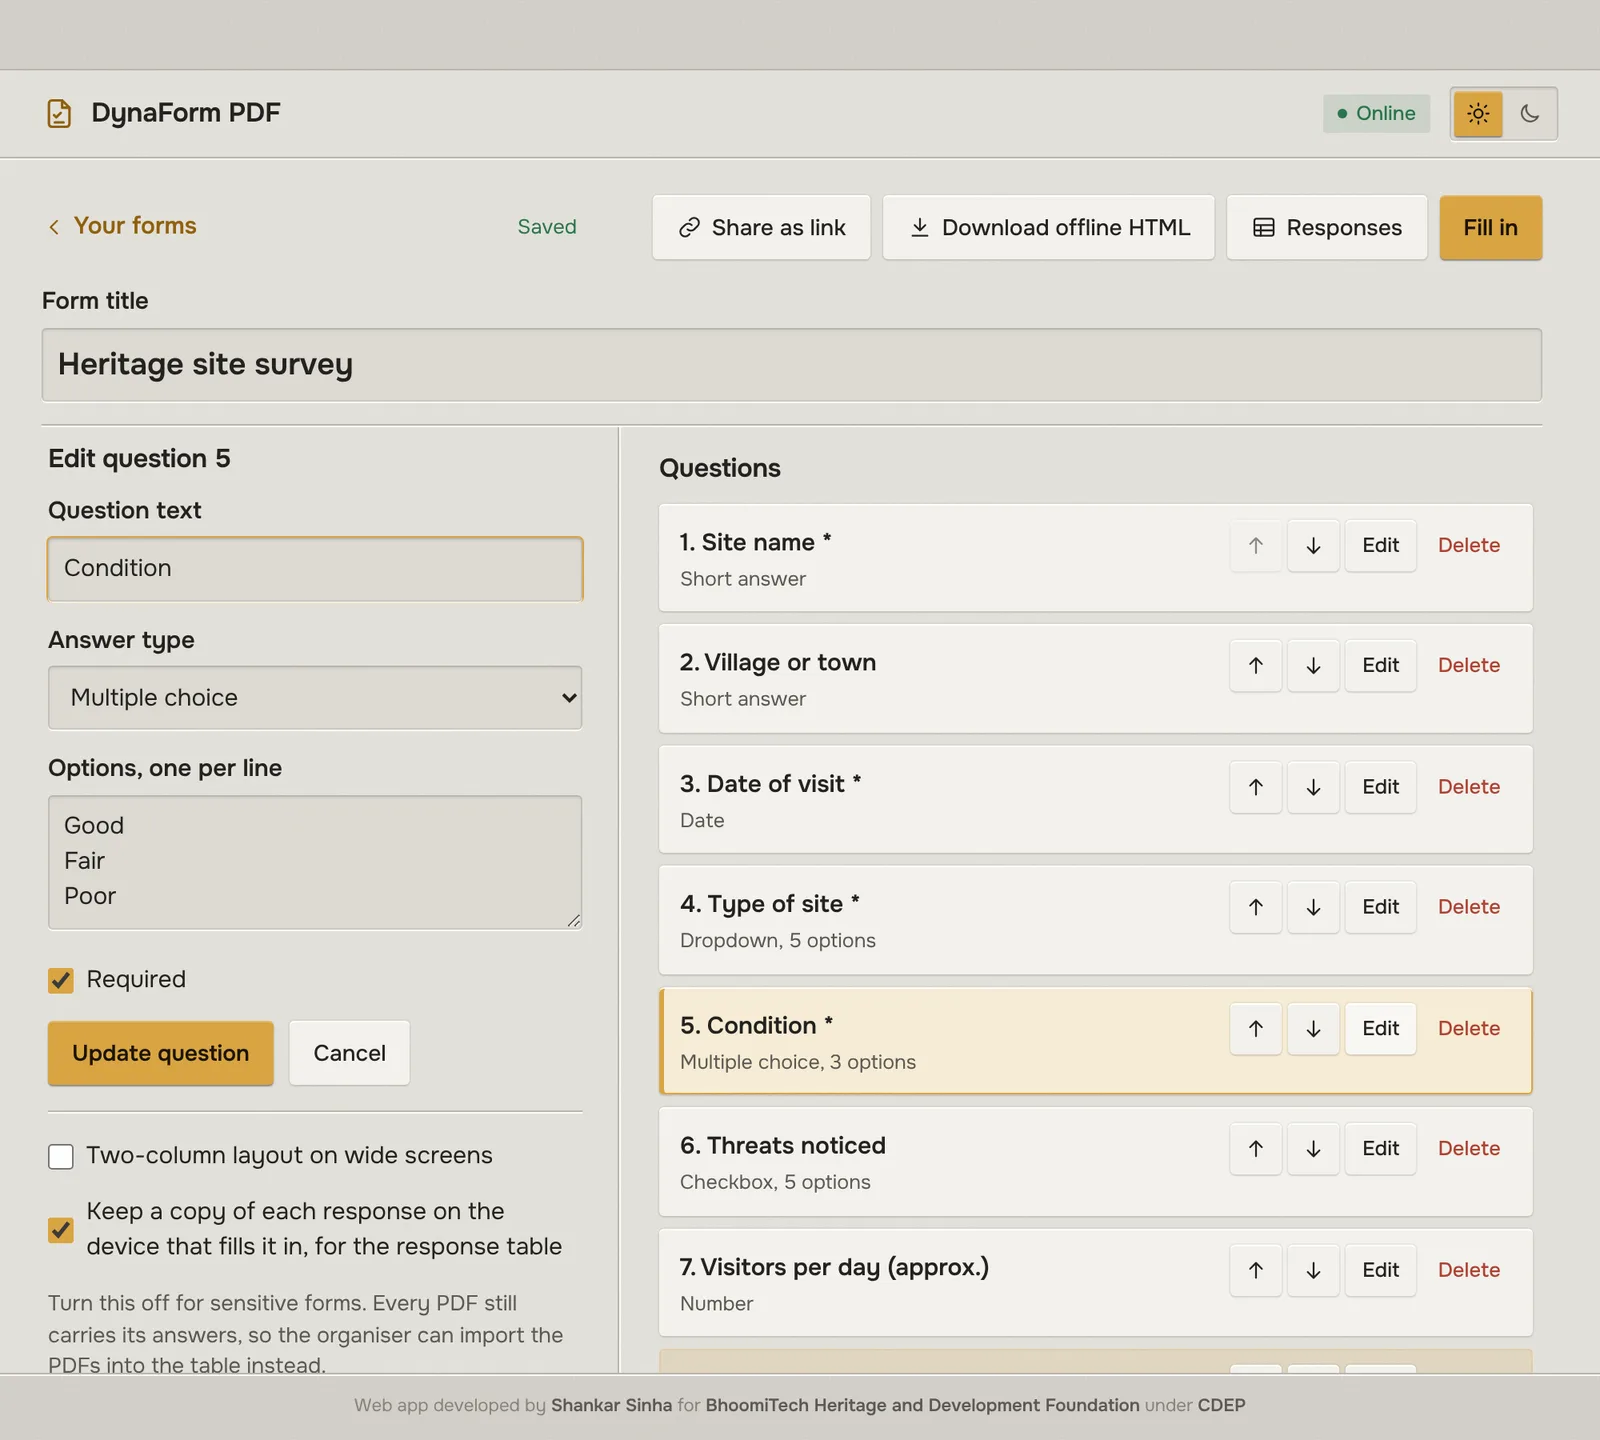 DynaForm PDF
Online
Your forms
Saved
Share as link
Download offline HTML
Responses
Fill in
Form title
Heritage site survey
Edit question 5
Question text
Condition
Answer type
Multiple choice
Options, one per line
Good
Fair
Poor
Required
Update question
Cancel
Two-column layout on wide screens
Keep a copy of each response on the
device that fills it in, for the response table
Turn this off for sensitive forms. Every PDF still
carries its answers, so the organiser can import the
PDFs into the table instead.
Questions
1. Site name *
Short answer
Edit
Delete
2. Village or town
Short answer
Edit
Delete
3. Date of visit *
Date
Edit
Delete
4. Type of site *
Dropdown, 5 options
Edit
Delete
5. Condition *
Multiple choice, 3 options
Edit
Delete
6. Threats noticed
Checkbox, 5 options
Edit
Delete
7. Visitors per day (approx.)
Number
Edit
Delete
Web app developed by Shankar Sinha for BhoomiTech Heritage and Development Foundation under CDEP